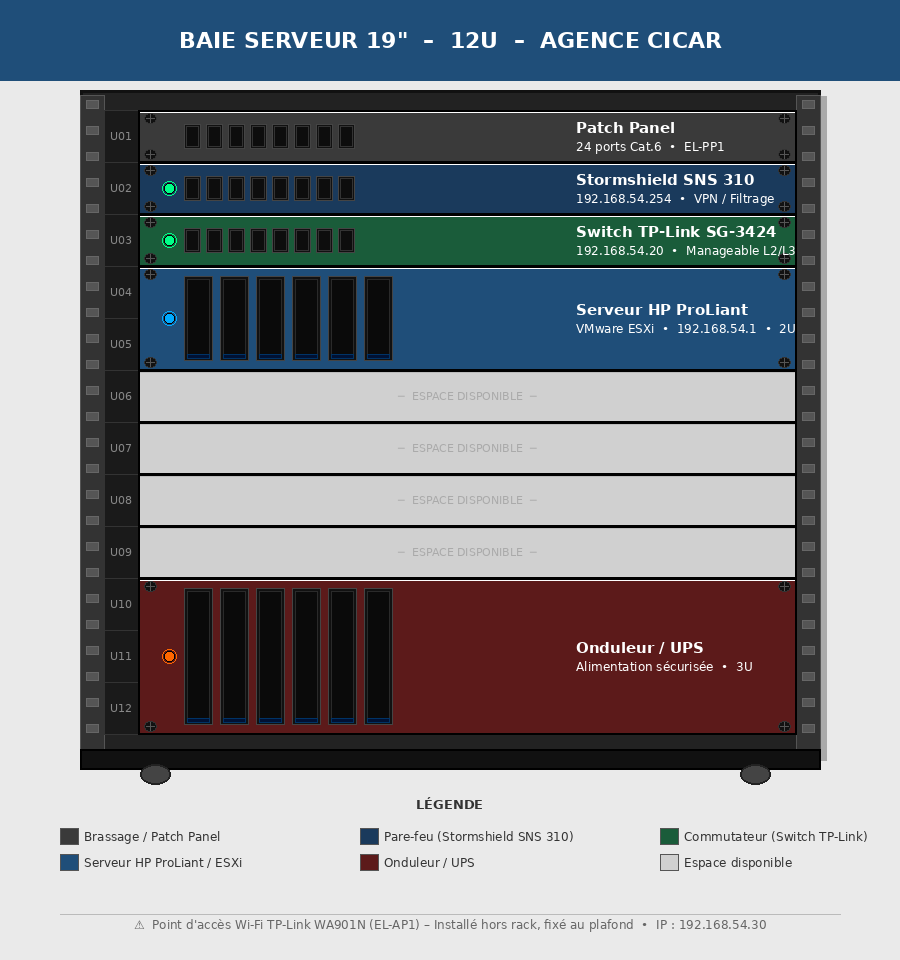 BAIE SERVEUR 19" – 12U – AGENCE CICAR
U01
Patch Panel
24 ports Cat.6 • EL-PP1
U02
Stormshield SNS 310
192.168.54.254 • VPN / Filtrage
U03
Switch TP-Link SG-3424
192.168.54.20 • Manageable L2/L3
U04
Serveur HP ProLiant
VMware ESXi • 192.168.54.1 • 2U
U05
U06
— ESPACE DISPONIBLE —
U07
— ESPACE DISPONIBLE —
U08
— ESPACE DISPONIBLE —
U09
— ESPACE DISPONIBLE —
U10
U11
Onduleur / UPS
Alimentation sécurisée • 3U
U12
LÉGENDE
Brassage / Patch Panel
Pare-feu (Stormshield SNS 310)
Commutateur (Switch TP-Link)
Serveur HP ProLiant / ESXi
Onduleur / UPS
Espace disponible
⚠ Point d'accès Wi-Fi TP-Link WA901N (EL-AP1) – Installé hors rack, fixé au plafond • IP : 192.168.54.30